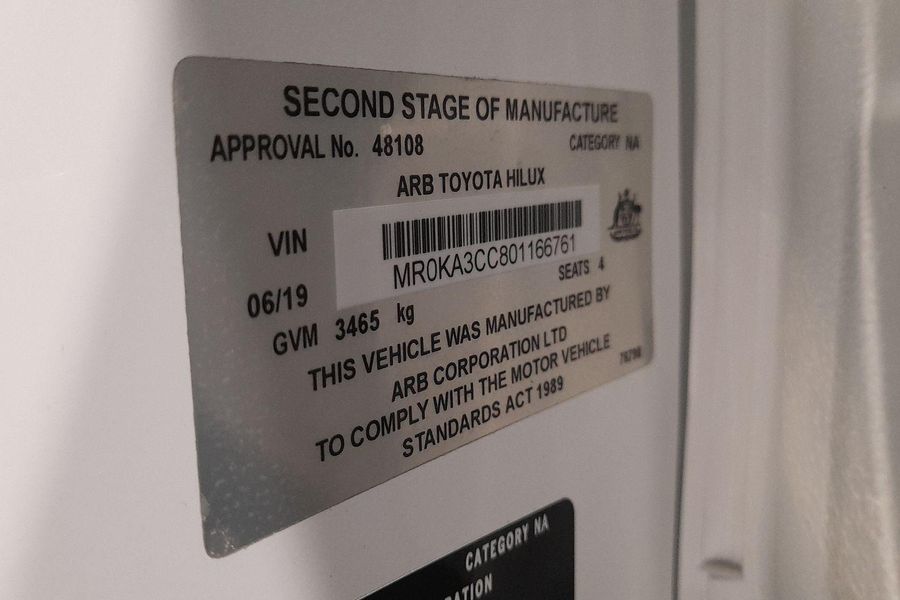 SECOND STAGE OF MANUFACTURE
APPROVAL No. 48108 CATEGORY NA
ARB TOYOTA HILUX
VIN
MR0KA3CC801166761
06/19 SEATS 4
GVM 3465 kg
THIS VEHICLE WAS MANUFACTURED BY
ARB CORPORATION LTD
TO COMPLY WITH THE MOTOR VEHICLE
STANDARDS ACT 1989
CATEGORY NA